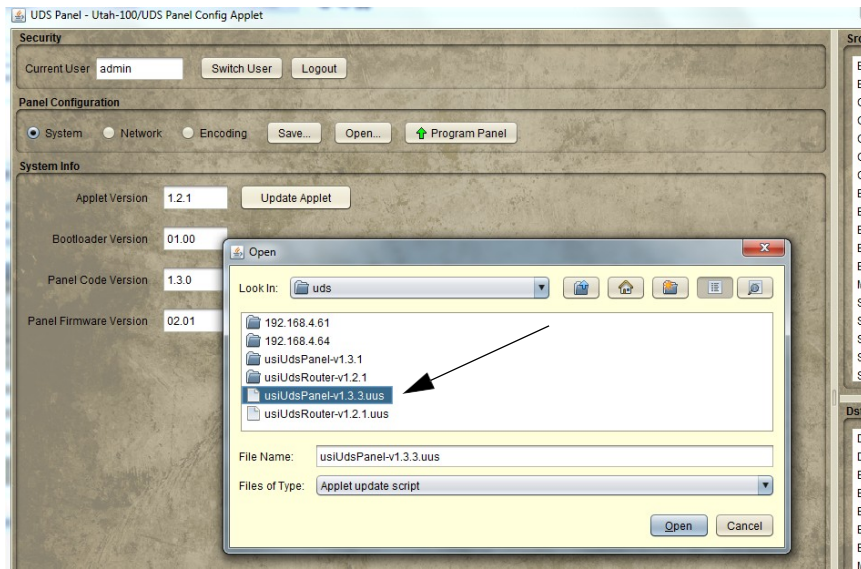 UDS Panel - Utah-100/UDS Panel Config Applet
Security
Current User admin Switch User Logout
Panel Configuration
System Network Encoding Save... Open... Program Panel
System Info
Applet Version 1.2.1 Update Applet
Bootloader Version 01.00
Panel Code Version 1.3.0
Panel Firmware Version 02.01
Open
Look In: uds
192.168.4.61
192.168.4.64
usiUdsPanel-v1.3.1
usiUdsRouter-v1.2.1
usiUdsPanel-v1.3.3.uus
usiUdsRouter-v1.2.1.uus
File Name: usiUdsPanel-v1.3.3.uus
Files of Type: Applet update script
Open Cancel